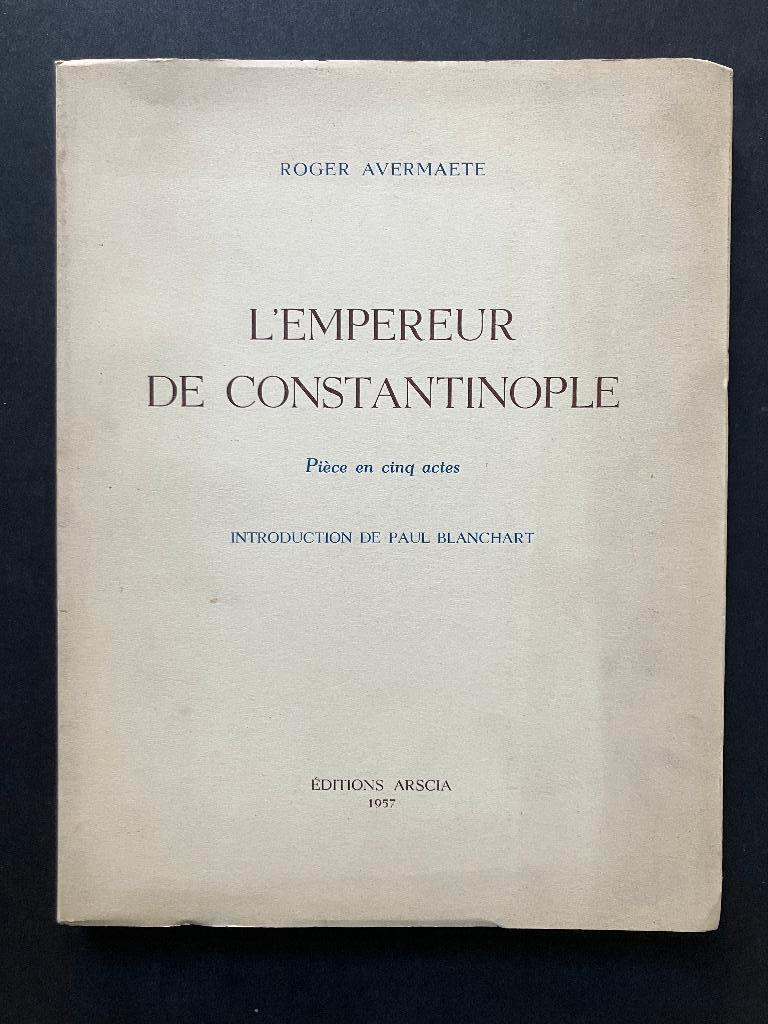 ROGER AVERMAETE
L'EMPEREUR
DE CONSTANTINOPLE
Pièce en cinq actes
INTRODUCTION DE PAUL BLANCHART
ÉDITIONS ARSCIA
1957